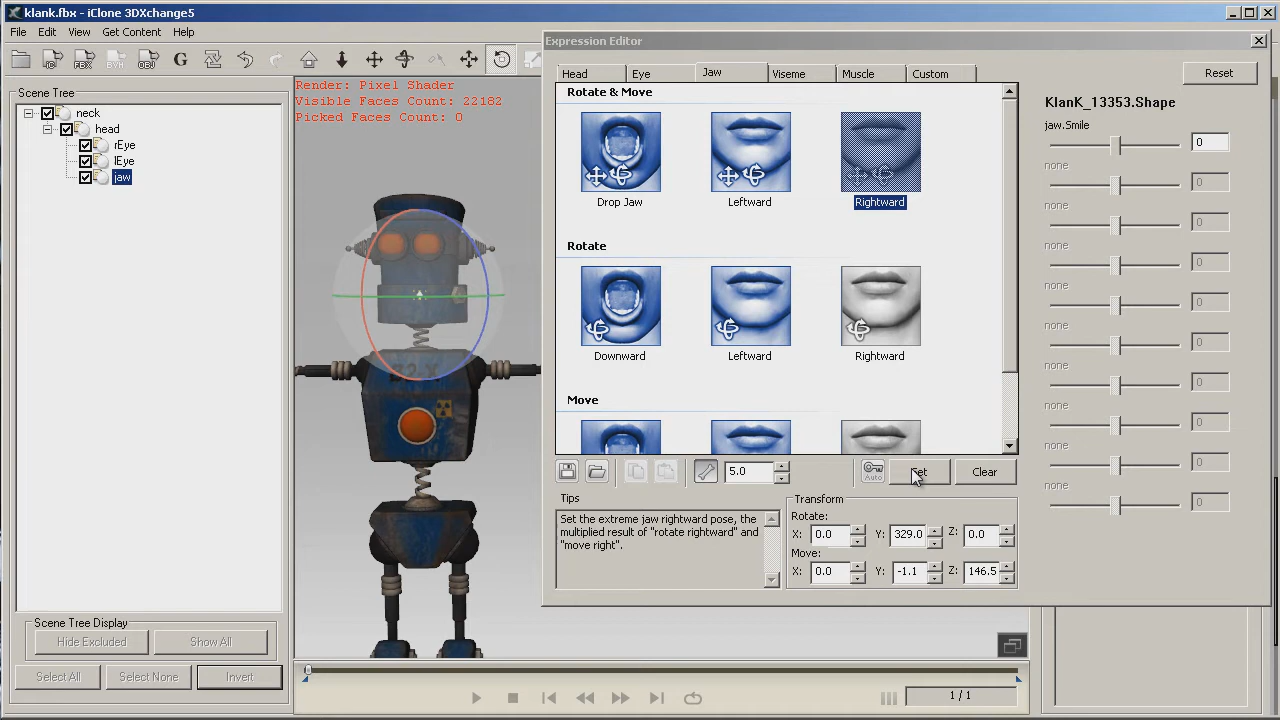 klank.fbx - iClone 3DXchange5
File Edit View Get Content Help
Scene Tree
neck
head
rEye
lEye
jaw
Scene Tree Display
Hide Excluded Show All
Select All Select None Invert
Render: Pixel Shader
Visible Faces Count: 22182
Picked Faces Count: 0
Expression Editor
Head Eye Jaw Viseme Muscle Custom
Reset
Rotate & Move
Drop Jaw Leftward Rightward
Rotate
Downward Leftward Rightward
Move
5.0
Auto
Set
Clear
Tips
Set the extreme jaw rightward pose, the
multiplied result of "rotate rightward" and
"move right".
Transform
Rotate:
X: 0.0 Y: 329.0 Z: 0.0
Move:
X: 0.0 Y: -1.1 Z: 146.5
KlanK_13353.Shape
jaw.Smile
0
none
0
none
0
none
0
none
0
none
0
none
0
none
0
none
0
none
0
1 / 1